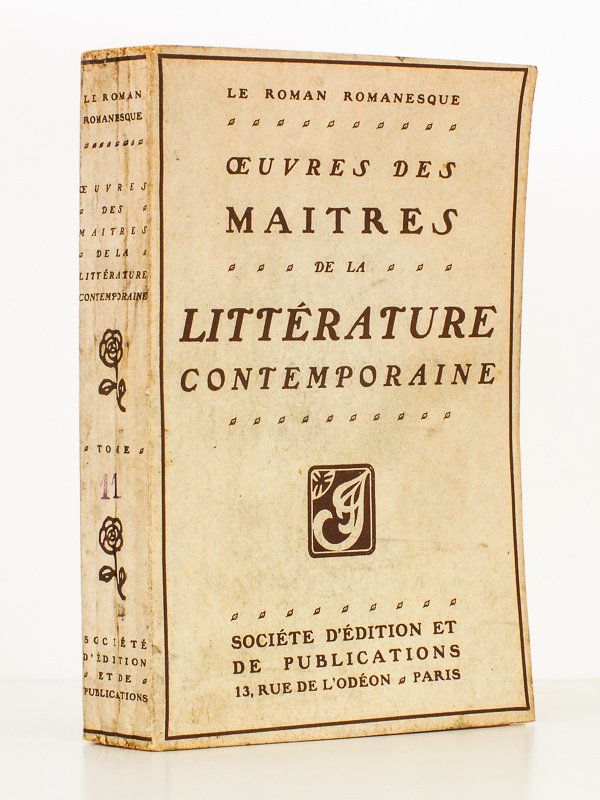 LE ROMAN
ROMANESQUE
ŒUVRES
DES
MAITRES
DE LA
LITTÉRATURE
CONTEMPORAINE
TOME
11
SOCIÉTÉ
D'ÉDITION
ET DE
PUBLICATIONS
LE ROMAN ROMANESQUE
ŒUVRES DES
MAITRES
DE LA
LITTÉRATURE
CONTEMPORAINE
SOCIÉTE D'ÉDITION ET
DE PUBLICATIONS
13, RUE DE L'ODÉON PARIS